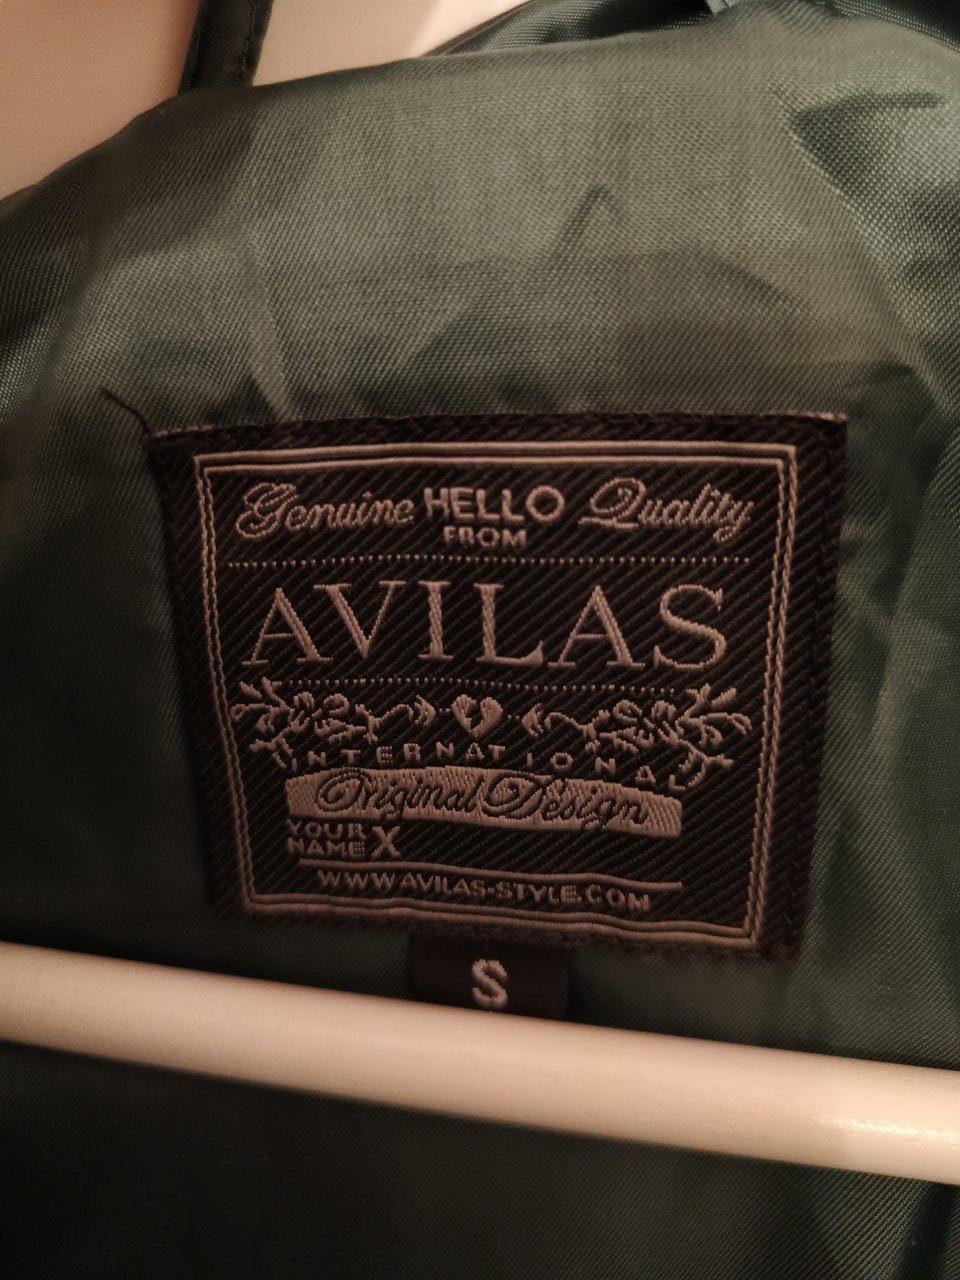 Genuine HELLO FROM Quality
AVILAS
INTERNATIONAL
Original Design
YOUR NAME X
WWW.AVILAS-STYLE.COM
S